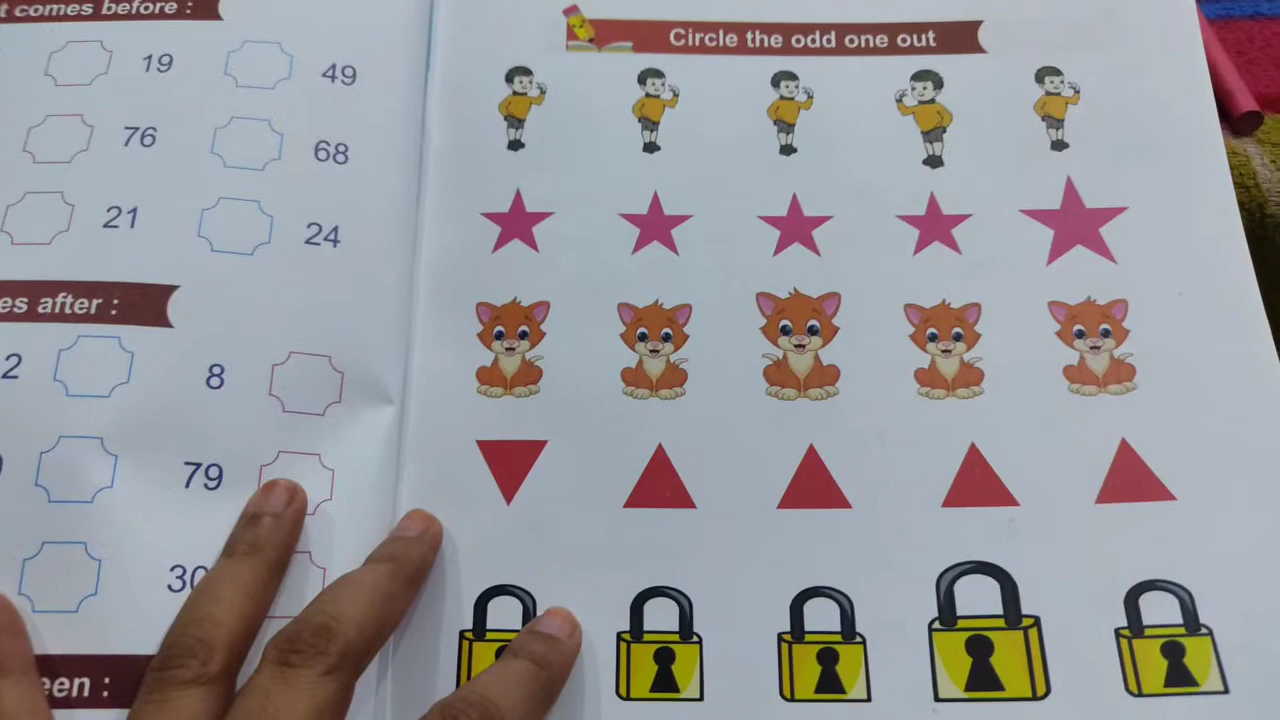 t comes before :
19 49
76 68
21 24
es after :
2 8
79
30
een :
Circle the odd one out